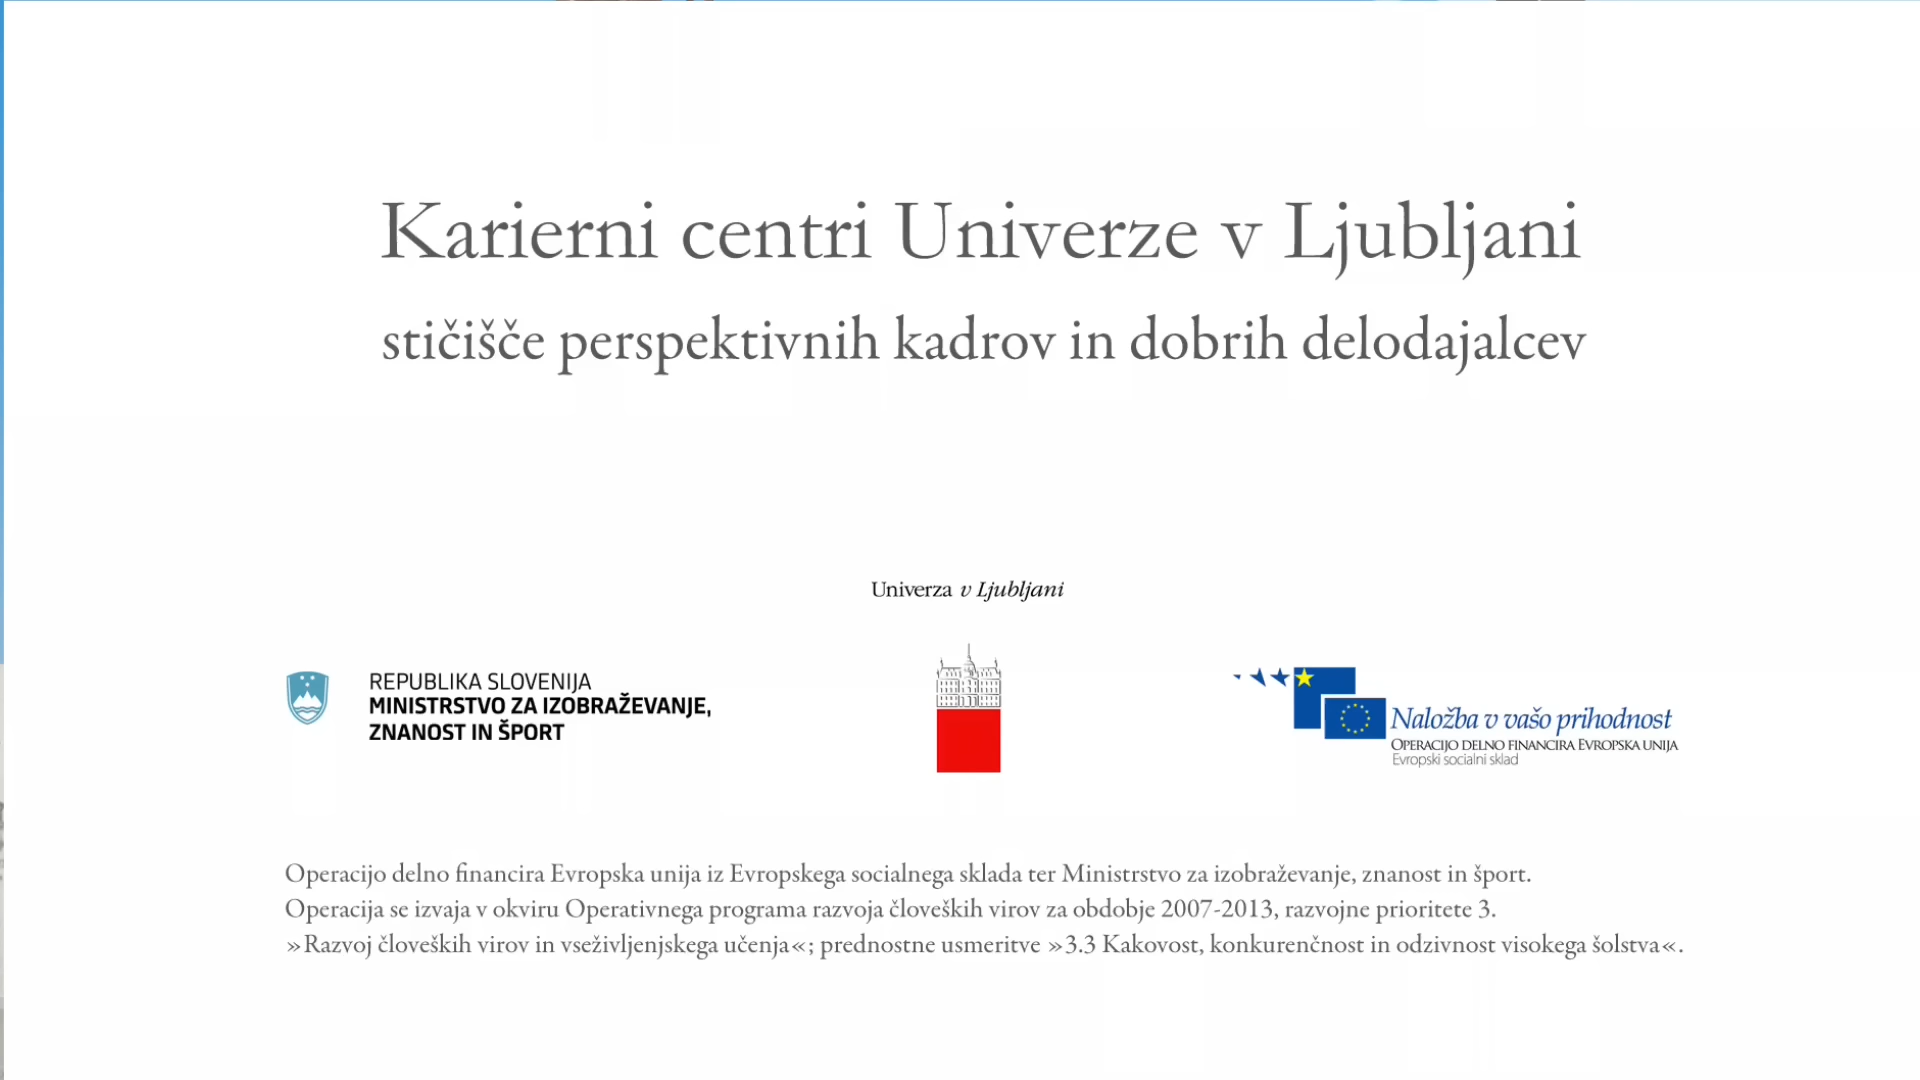 Karierni centri Univerze v Ljubljani
stičišče perspektivnih kadrov in dobrih delodajalcev
Univerza v Ljubljani
REPUBLIKA SLOVENIJA
MINISTRSTVO ZA IZOBRAŽEVANJE,
ZNANOST IN ŠPORT
Naložba v vašo prihodnost
OPERACIJO DELNO FINANCIRA EVROPSKA UNIJA
Evropski socialni sklad
Operacijo delno financira Evropska unija iz Evropskega socialnega sklada ter Ministrstvo za izobraževanje, znanost in šport.
Operacija se izvaja v okviru Operativnega programa razvoja človeških virov za obdobje 2007-2013, razvojne prioritete 3.
»Razvoj človeških virov in vseživljenjskega učenja«; prednostne usmeritve »3.3 Kakovost, konkurenčnost in odzivnost visokega šolstva«.